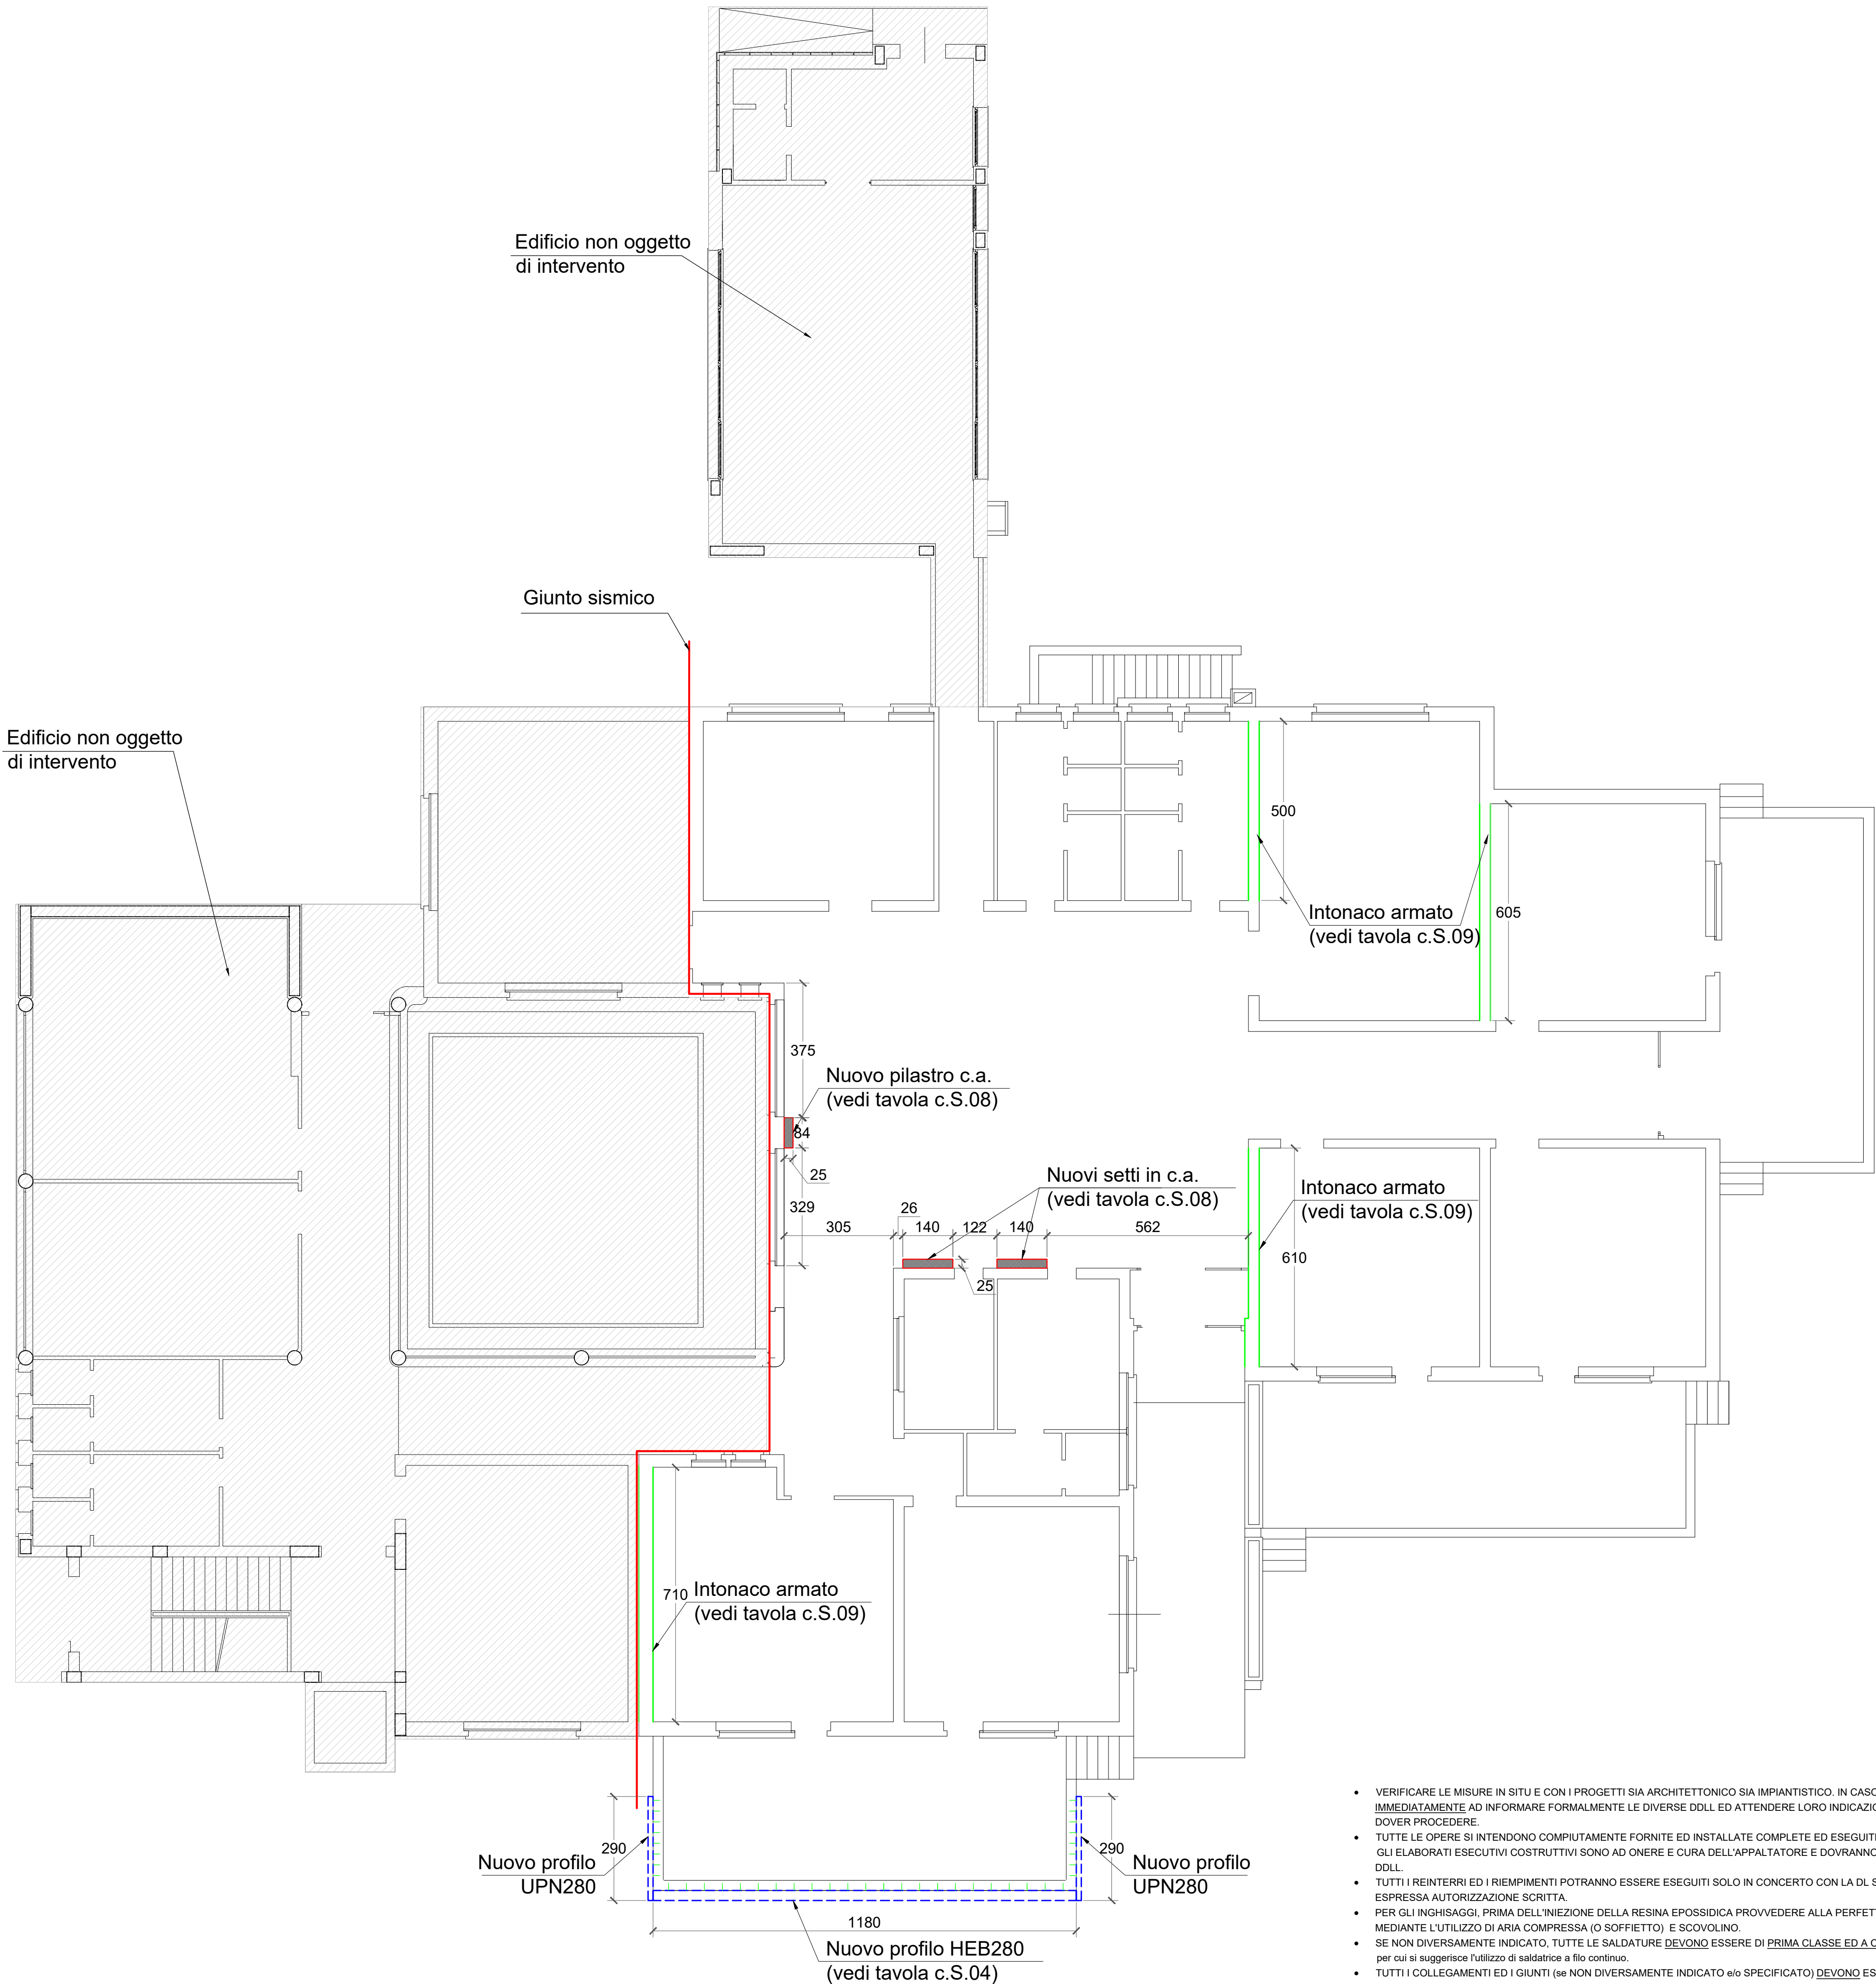 Edificio non oggetto
di intervento
Giunto sismico
Edificio non oggetto
di intervento
500
Intonaco armato
(vedi tavola c.S.09)
605
375
Nuovo pilastro c.a.
(vedi tavola c.S.08)
84
25
329
Nuovi setti in c.a.
(vedi tavola c.S.08)
Intonaco armato
(vedi tavola c.S.09)
26
305
140
122
140
562
610
25
710
Intonaco armato
(vedi tavola c.S.09)
290
Nuovo profilo
UPN280
290
Nuovo profilo
UPN280
1180
Nuovo profilo HEB280
(vedi tavola c.S.04)
• VERIFICARE LE MISURE IN SITU E CON I PROGETTI SIA ARCHITETTONICO SIA IMPIANTISTICO. IN CASO
IMMEDIATAMENTE AD INFORMARE FORMALMENTE LE DIVERSE DDLL ED ATTENDERE LORO
DOVER PROCEDERE.
• TUTTE LE OPERE SI INTENDONO COMPIUTAMENTE FORNITE ED INSTALLATE COMPLETE ED
GLI ELABORATI ESECUTIVI COSTRUTTIVI SONO AD ONERE E CURA DELL'APPALTATORE E DOVRANNO
DDLL.
• TUTTI I REINTERRI ED I RIEMPIMENTI POTRANNO ESSERE ESEGUITI SOLO IN CONCERTO CON LA DL
ESPRESSA AUTORIZZAZIONE SCRITTA.
• PER GLI INGHISAGGI, PRIMA DELL'INIEZIONE DELLA RESINA EPOSSIDICA PROVVEDERE ALLA
MEDIANTE L'UTILIZZO DI ARIA COMPRESSA (O SOFFIETTO) E SCOVOLINO.
• SE NON DIVERSAMENTE INDICATO, TUTTE LE SALDATURE DEVONO ESSERE DI PRIMA CLASSE ED A
per cui si suggerisce l'utilizzo di saldatrice a filo continuo.
• TUTTI I COLLEGAMENTI ED I GIUNTI (se NON DIVERSAMENTE INDICATO e/o SPECIFICATO) DEVONO